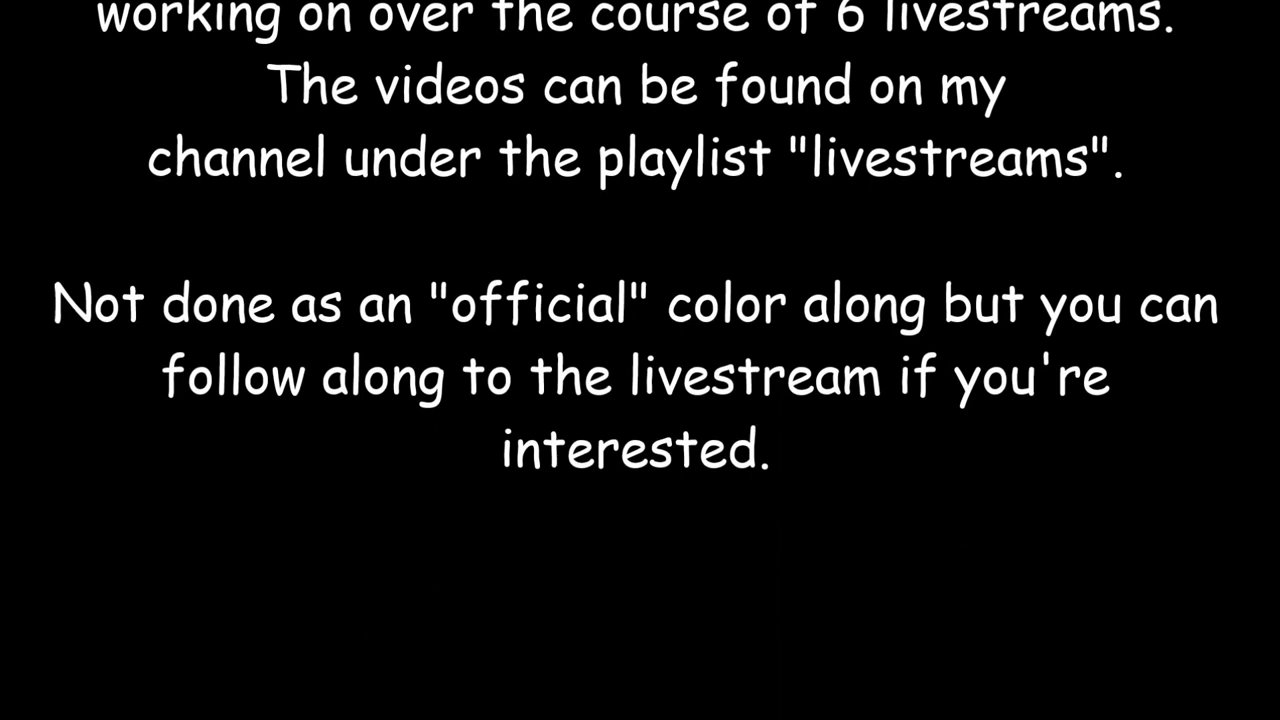 working on over the course of 6 livestreams.
The videos can be found on my
channel under the playlist "livestreams".
Not done as an "official" color along but you can
follow along to the livestream if you're
interested.